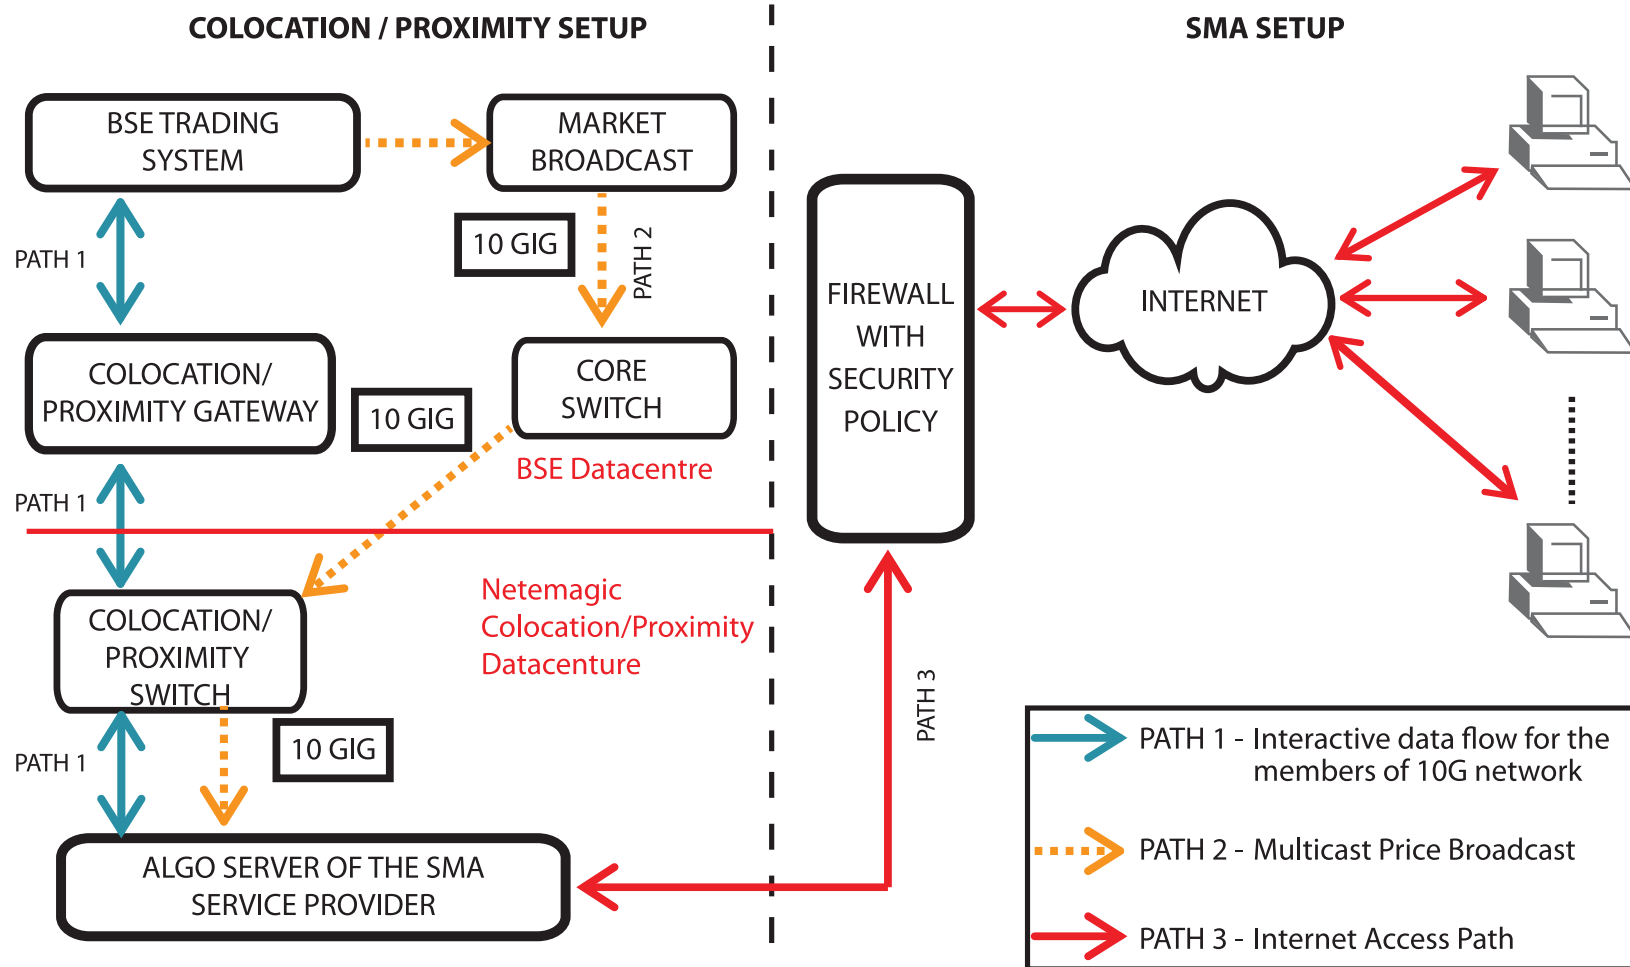 COLOCATION / PROXIMITY SETUP
SMA SETUP
BSE TRADING
SYSTEM
MARKET
BROADCAST
PATH 1
10 GIG
PATH 2
COLOCATION/
PROXIMITY GATEWAY
10 GIG
CORE
SWITCH
BSE Datacentre
PATH 1
Netemagic
Colocation/Proximity
Datacenture
COLOCATION/
PROXIMITY
SWITCH
PATH 1
10 GIG
ALGO SERVER OF THE SMA
SERVICE PROVIDER
FIREWALL
WITH
SECURITY
POLICY
INTERNET
PATH 3
PATH 1 - Interactive data flow for the
members of 10G network
PATH 2 - Multicast Price Broadcast
PATH 3 - Internet Access Path